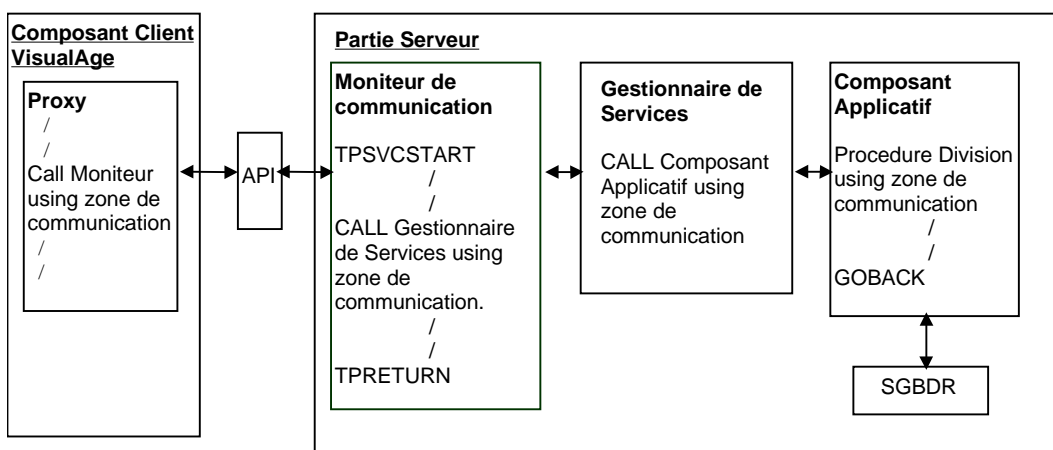 Composant Client
VisualAge
Proxy
/
/
Call Moniteur
using zone de
communication
/
/
API
Partie Serveur
Moniteur de
communication
TPSVCSTART
/
/
CALL Gestionnaire
de Services using
zone de
communication.
/
/
TPRETURN
Gestionnaire de
Services
CALL Composant
Applicatif using
zone de
communication
Composant
Applicatif
Procedure Division
using zone de
communication
/
/
GOBACK
SGBDR